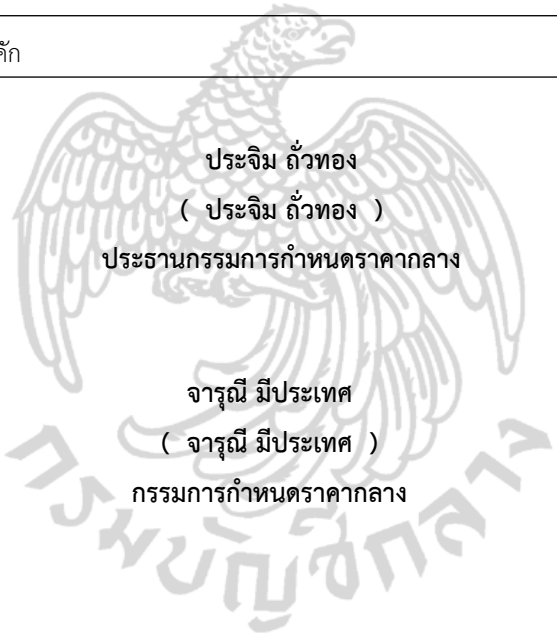 คัก
ประจิม ถั่วทอง
( ประจิม ถั่วทอง )
ประธานกรรมการกำหนดราคากลาง
จารุณี มีประเทศ
( จารุณี มีประเทศ )
กรรมการกำหนดราคากลาง
กรมบัญชีกลาง